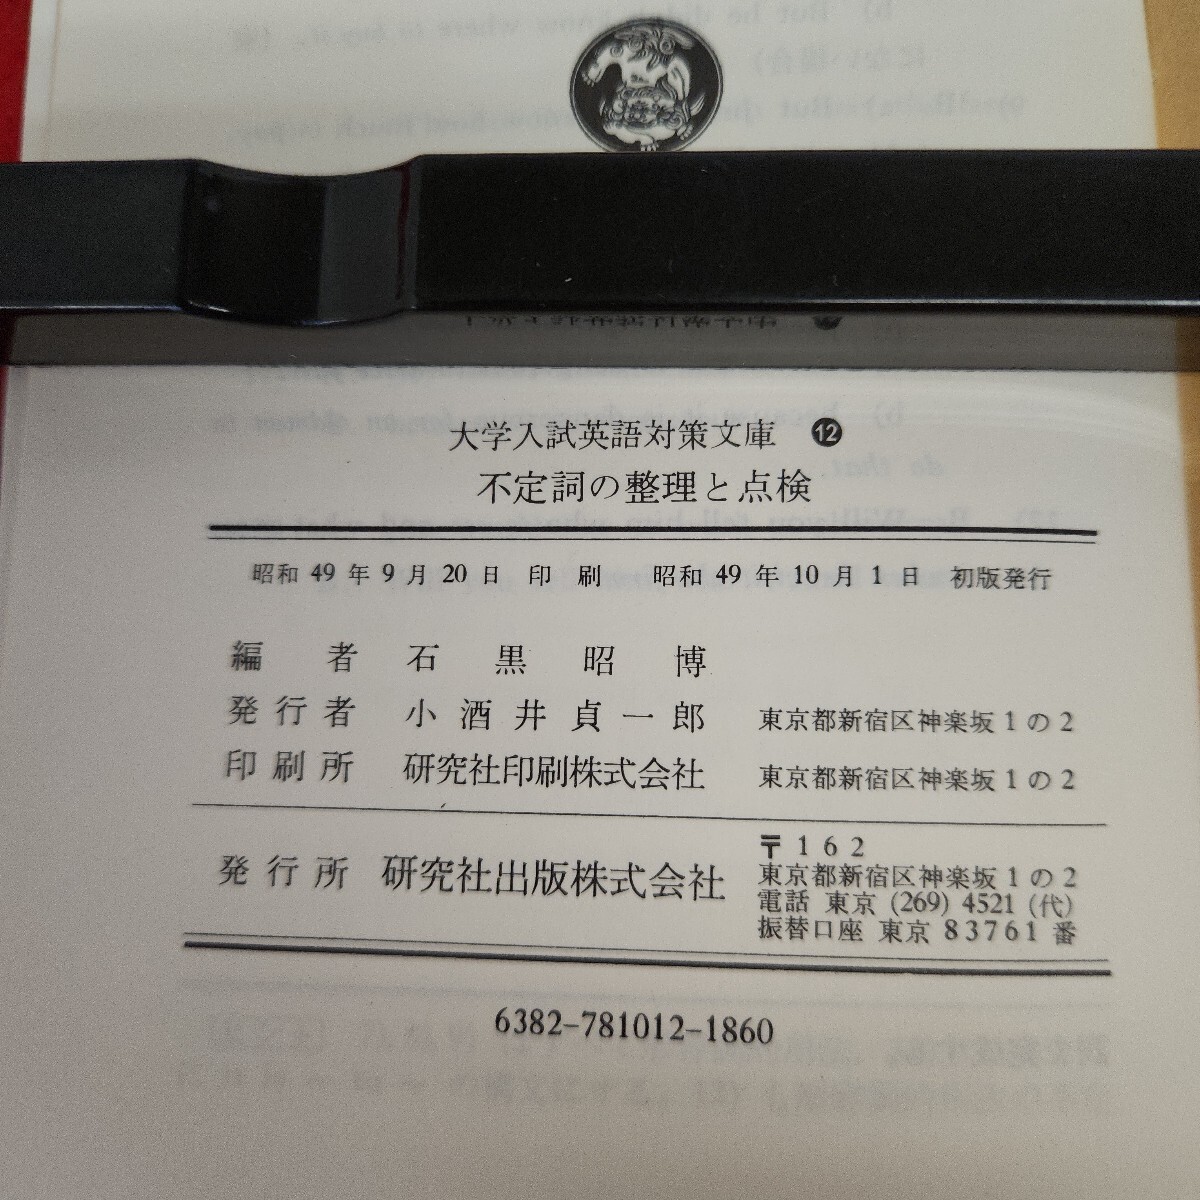 大学入試英語対策文庫 ⓬
不定詞の整理と点検
昭和 49 年 9 月 20 日 印 刷 昭和 49 年 10 月 1 日 初版発行
編 者 石 黒 昭 博
発 行 者 小 酒 井 貞 一 郎 東京都新宿区神楽坂 1 の 2
印 刷 所 研究社印刷株式会社 東京都新宿区神楽坂 1 の 2
発 行 所 研究社出版株式会社
〒 1 6 2
東京都新宿区神楽坂 1 の 2
電話 東京 (269) 4521 (代)
振替口座 東京 8 3 7 6 1 番
6382-781012-1860